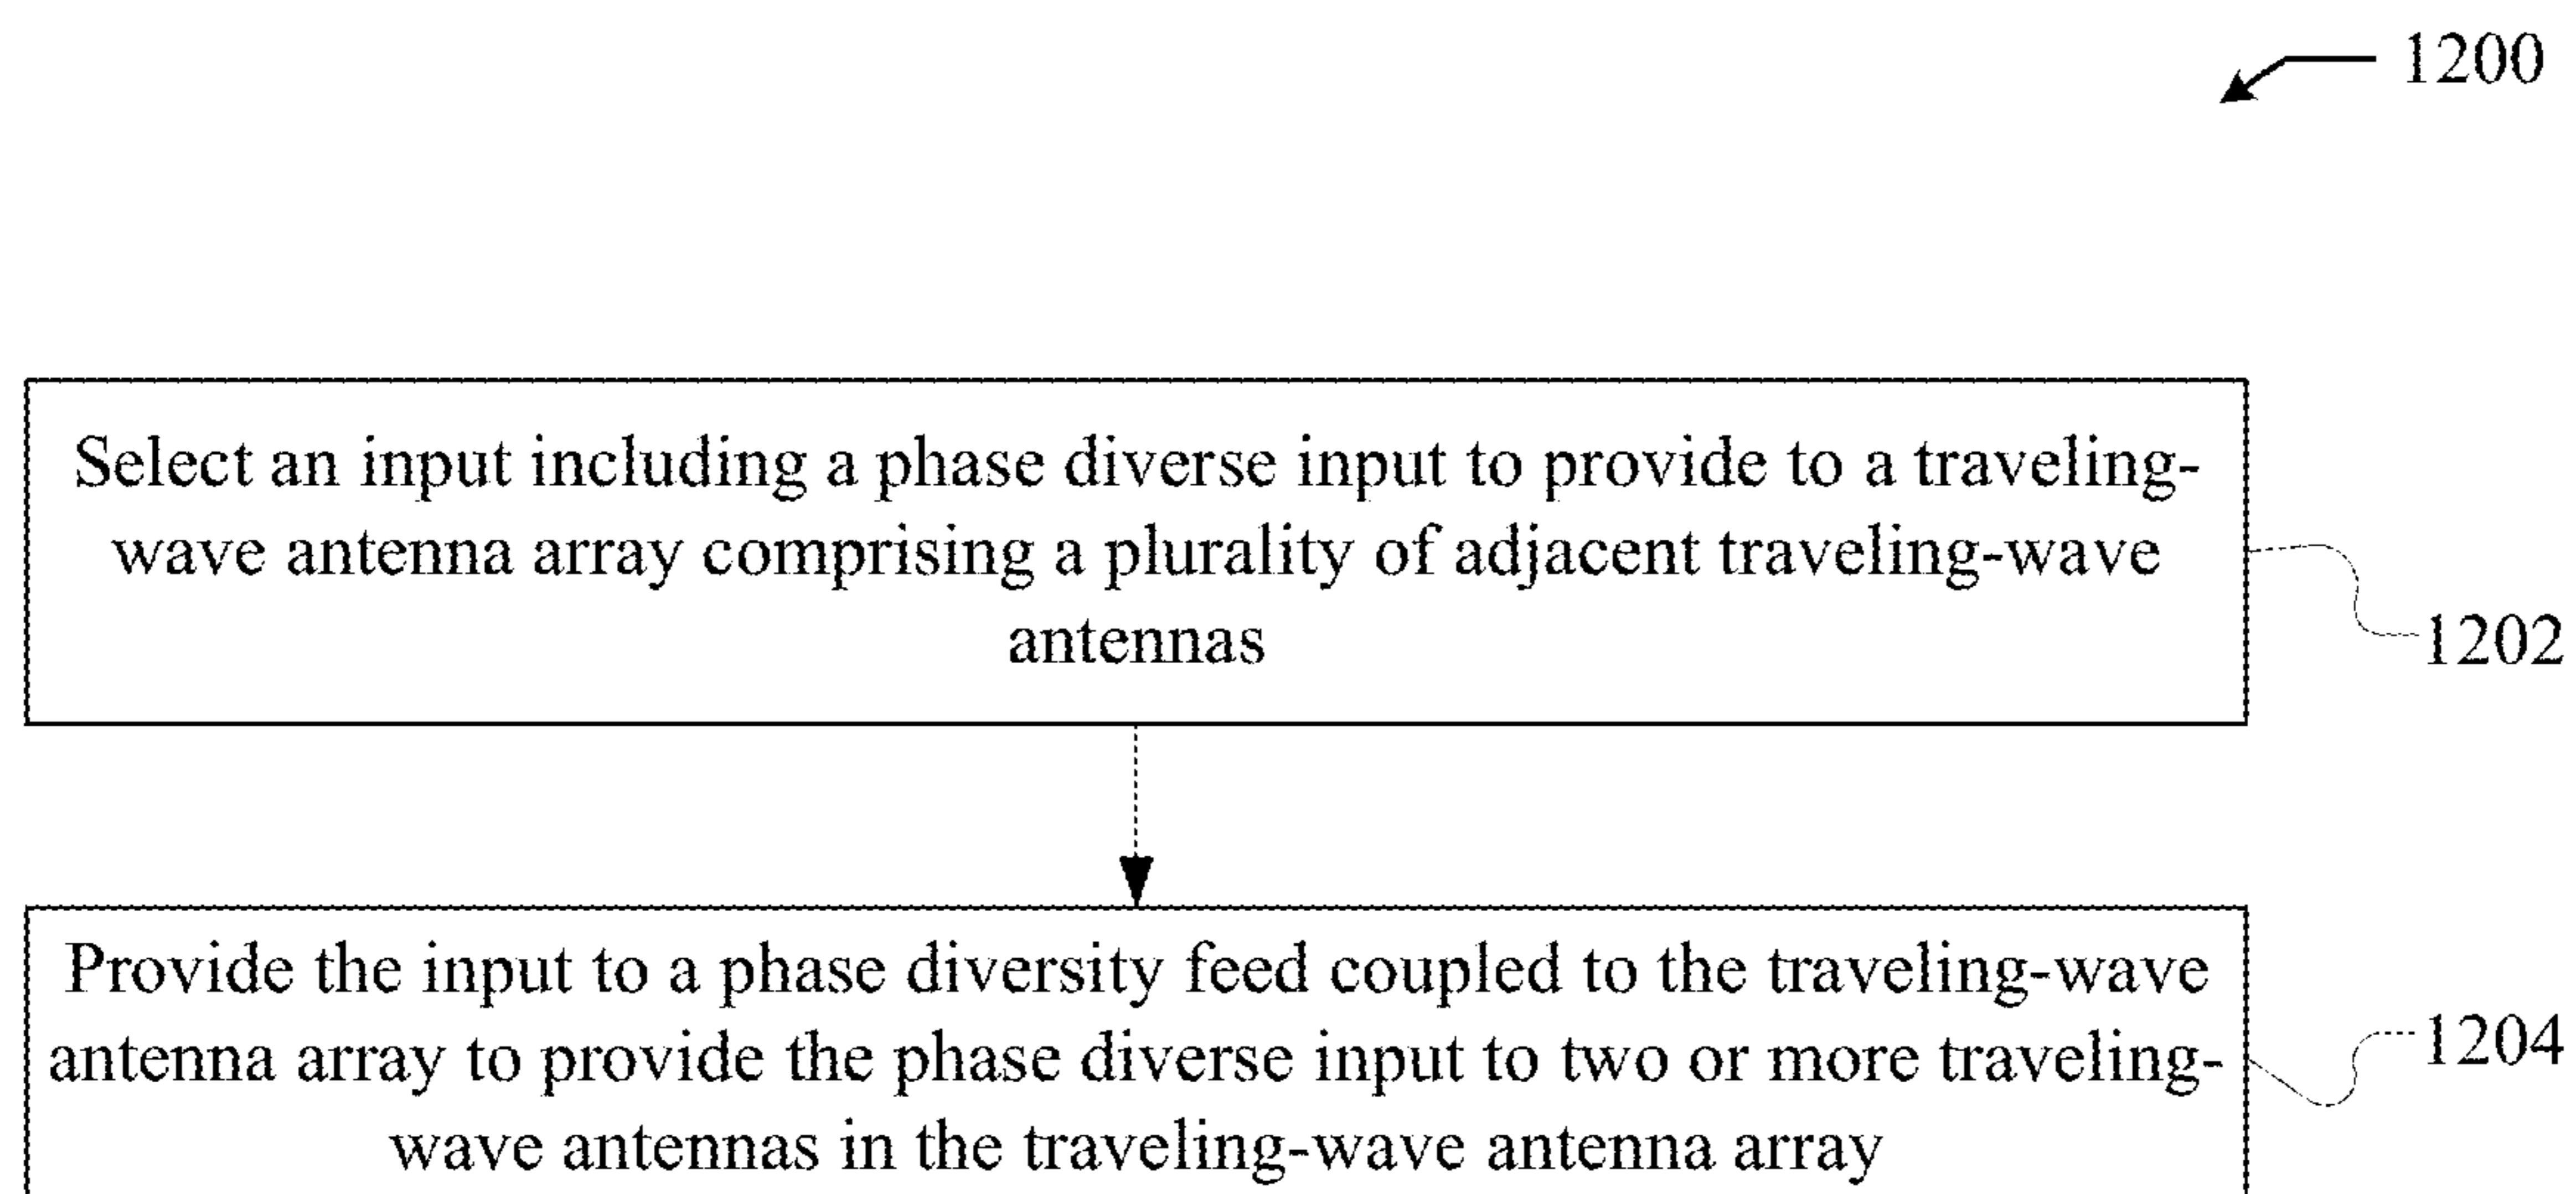 1200
Select an input including a phase diverse input to provide to a traveling-
wave antenna array comprising a plurality of adjacent traveling-wave
antennas
1202
Provide the input to a phase diversity feed coupled to the traveling-wave
antenna array to provide the phase diverse input to two or more traveling-
wave antennas in the traveling-wave antenna array
1204